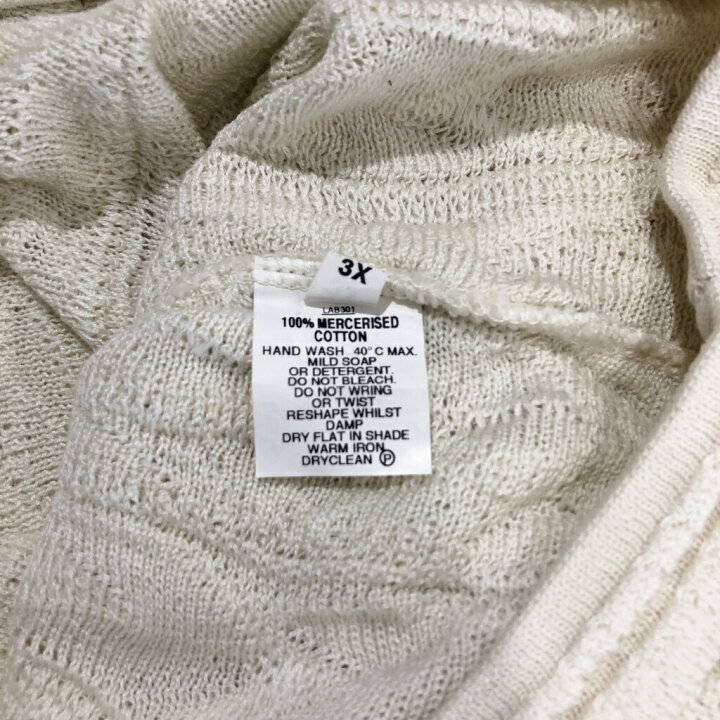 3X
LAB301
100% MERCERISED
COTTON
HAND WASH 40°C MAX.
MILD SOAP
OR DETERGENT.
DO NOT BLEACH.
DO NOT WRING
OR TWIST
RESHAPE WHILST
DAMP
DRY FLAT IN SHADE
WARM IRON
DRYCLEAN Ⓟ